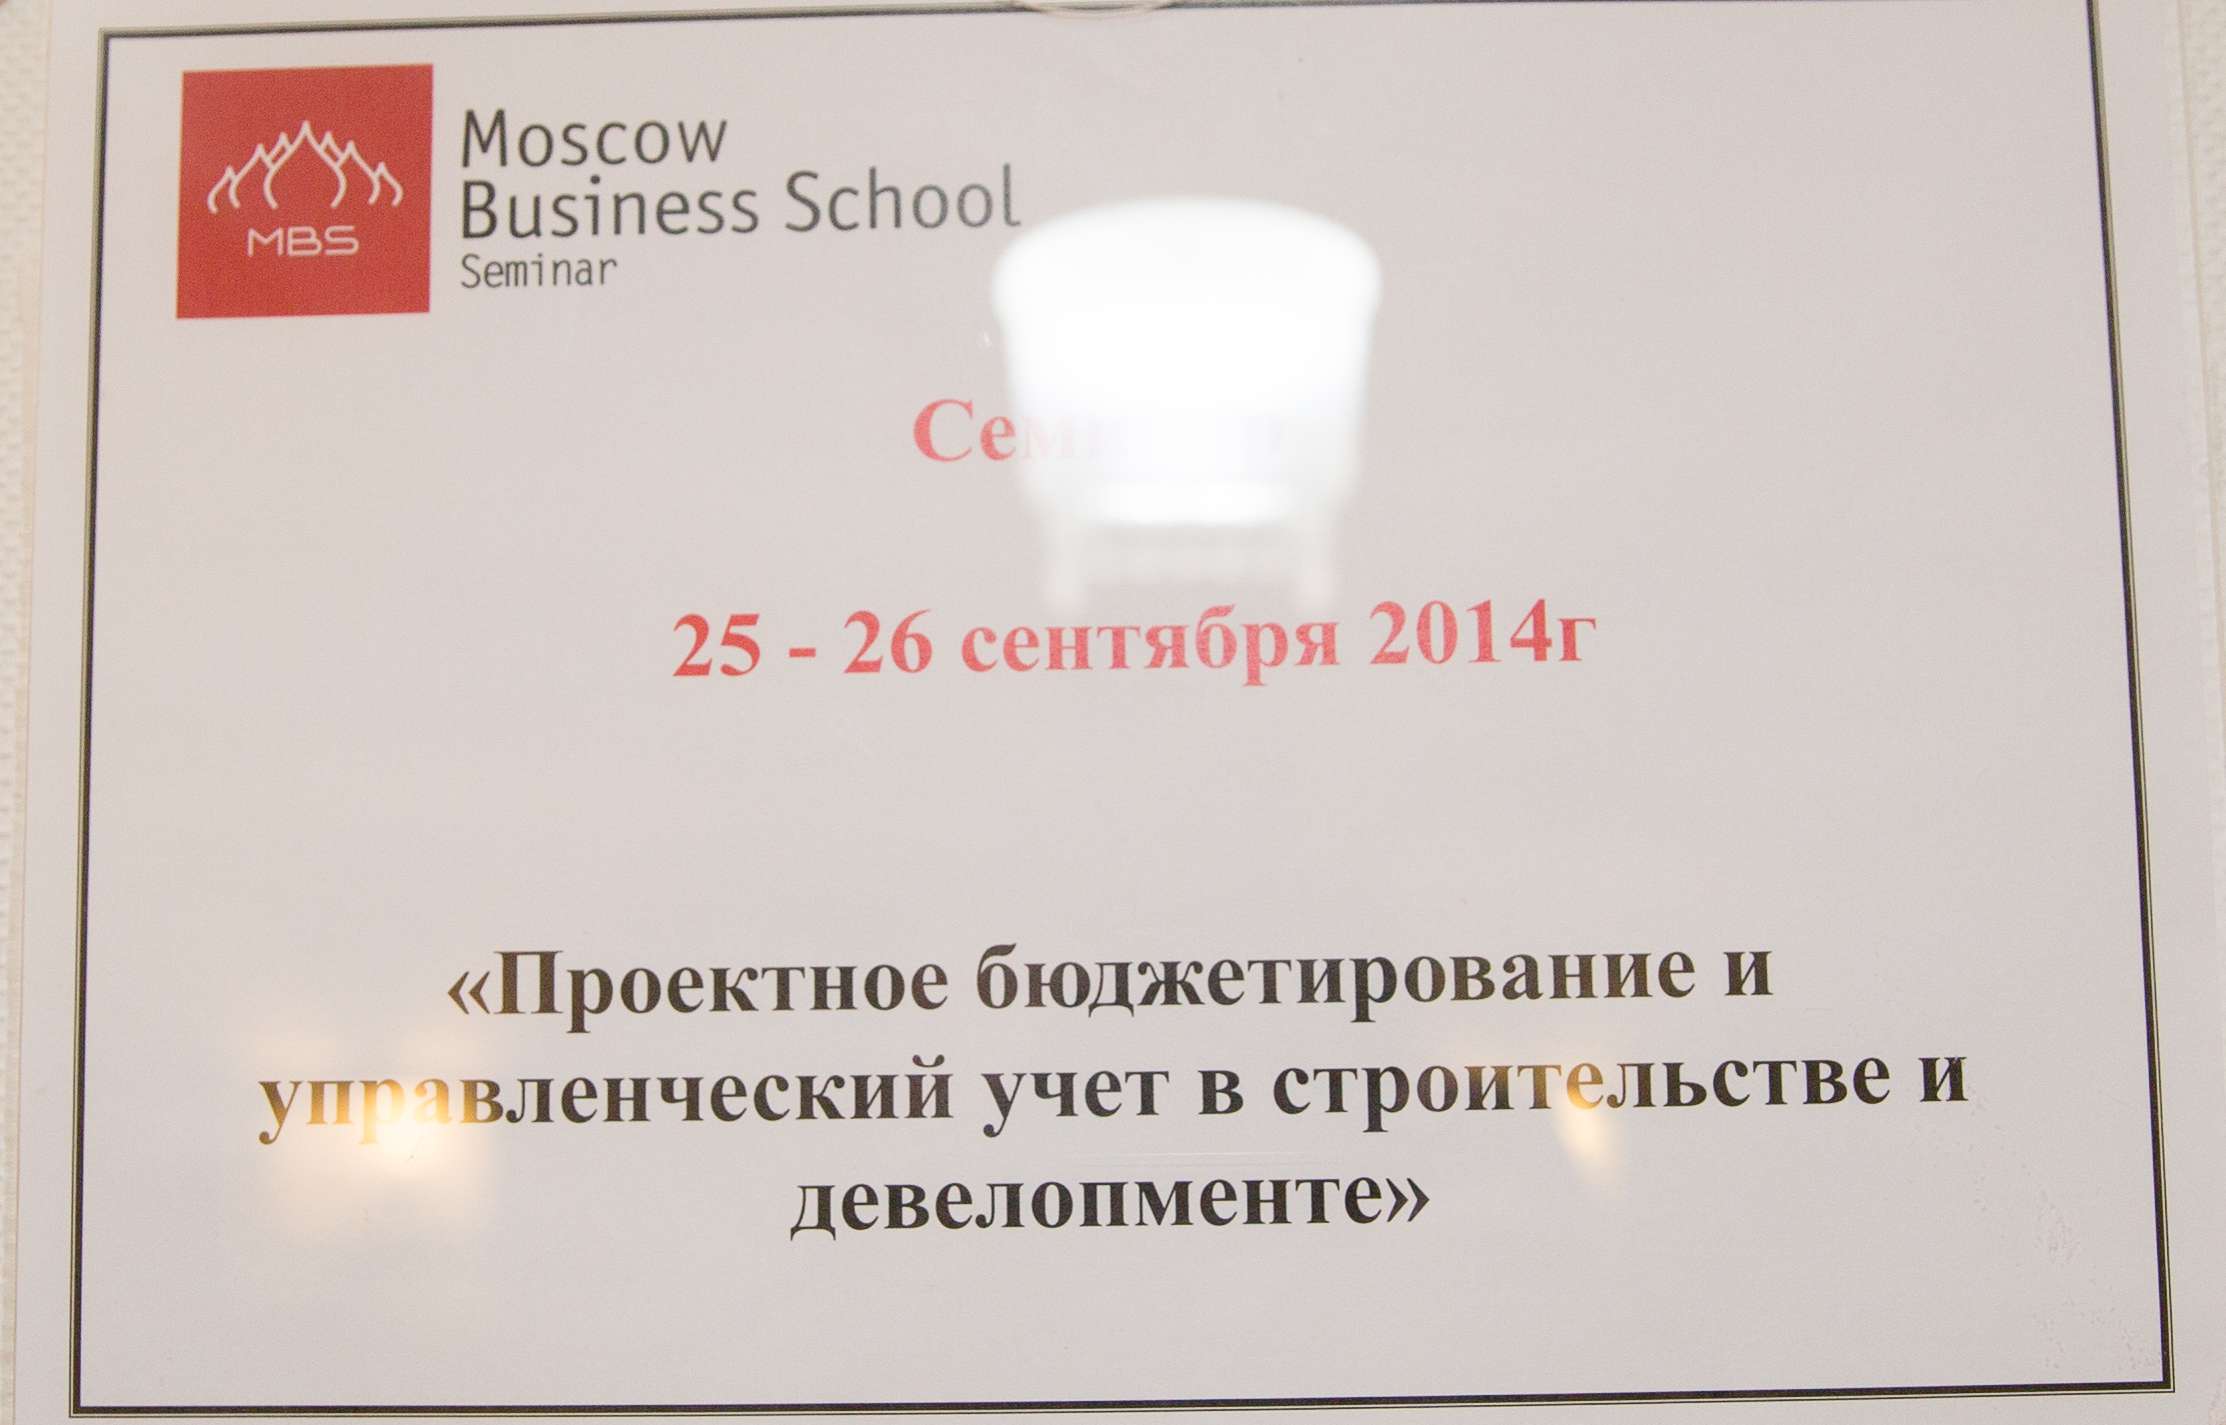 MBS
Moscow
Business School
Seminar
25 - 26 сентября 2014г
«Проектное бюджетирование и
управленческий учет в строительстве и
девелопменте»